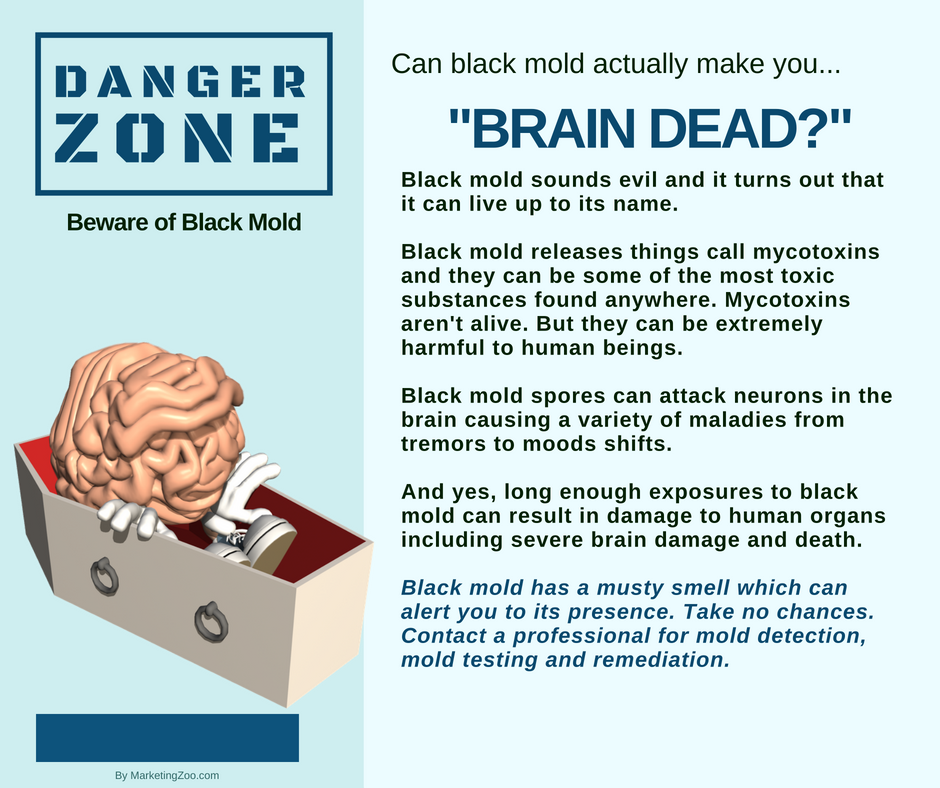 DANGER
ZONE
Beware of Black Mold
Can black mold actually make you...
"BRAIN DEAD?"
Black mold sounds evil and it turns out that
it can live up to its name.
Black mold releases things call mycotoxins
and they can be some of the most toxic
substances found anywhere. Mycotoxins
aren't alive. But they can be extremely
harmful to human beings.
Black mold spores can attack neurons in the
brain causing a variety of maladies from
tremors to moods shifts.
And yes, long enough exposures to black
mold can result in damage to human organs
including severe brain damage and death.
Black mold has a musty smell which can
alert you to its presence. Take no chances.
Contact a professional for mold detection,
mold testing and remediation.
By MarketingZoo.com